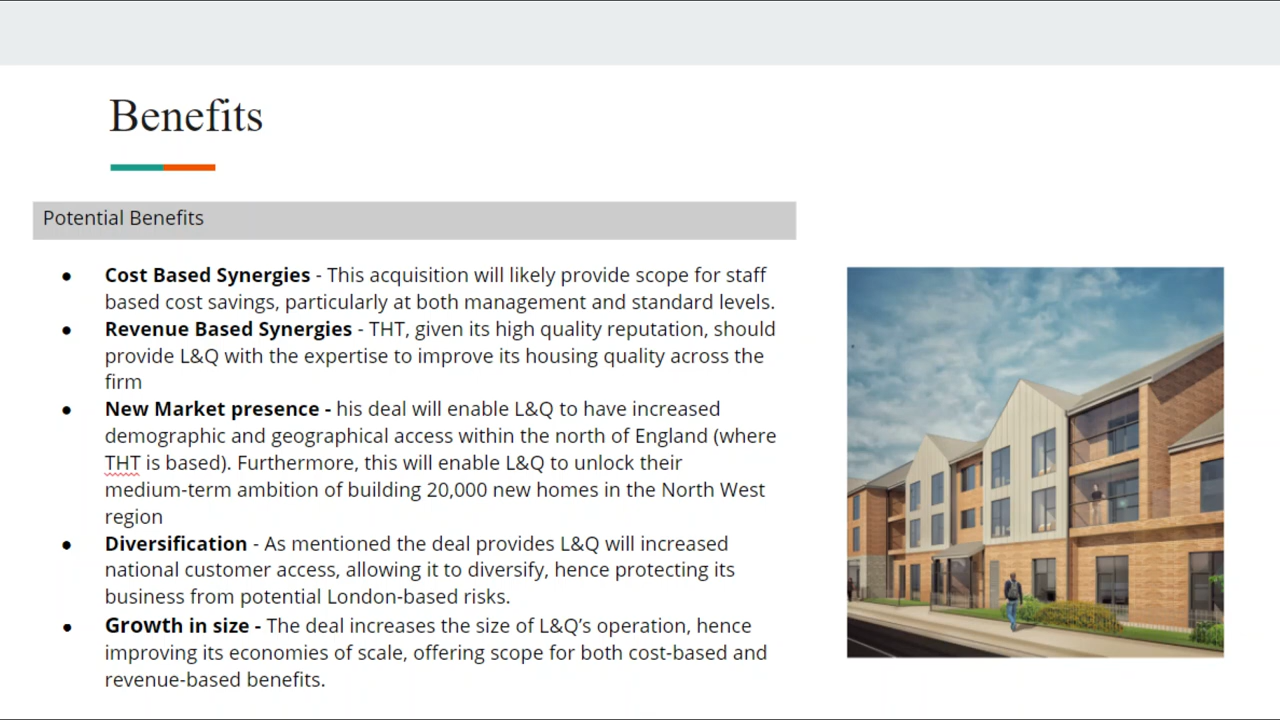 Benefits
Potential Benefits
● Cost Based Synergies - This acquisition will likely provide scope for staff
based cost savings, particularly at both management and standard levels.
● Revenue Based Synergies - THT, given its high quality reputation, should
provide L&Q with the expertise to improve its housing quality across the
firm
● New Market presence - his deal will enable L&Q to have increased
demographic and geographical access within the north of England (where
THT is based). Furthermore, this will enable L&Q to unlock their
medium-term ambition of building 20,000 new homes in the North West
region
● Diversification - As mentioned the deal provides L&Q will increased
national customer access, allowing it to diversify, hence protecting its
business from potential London-based risks.
● Growth in size - The deal increases the size of L&Q’s operation, hence
improving its economies of scale, offering scope for both cost-based and
revenue-based benefits.